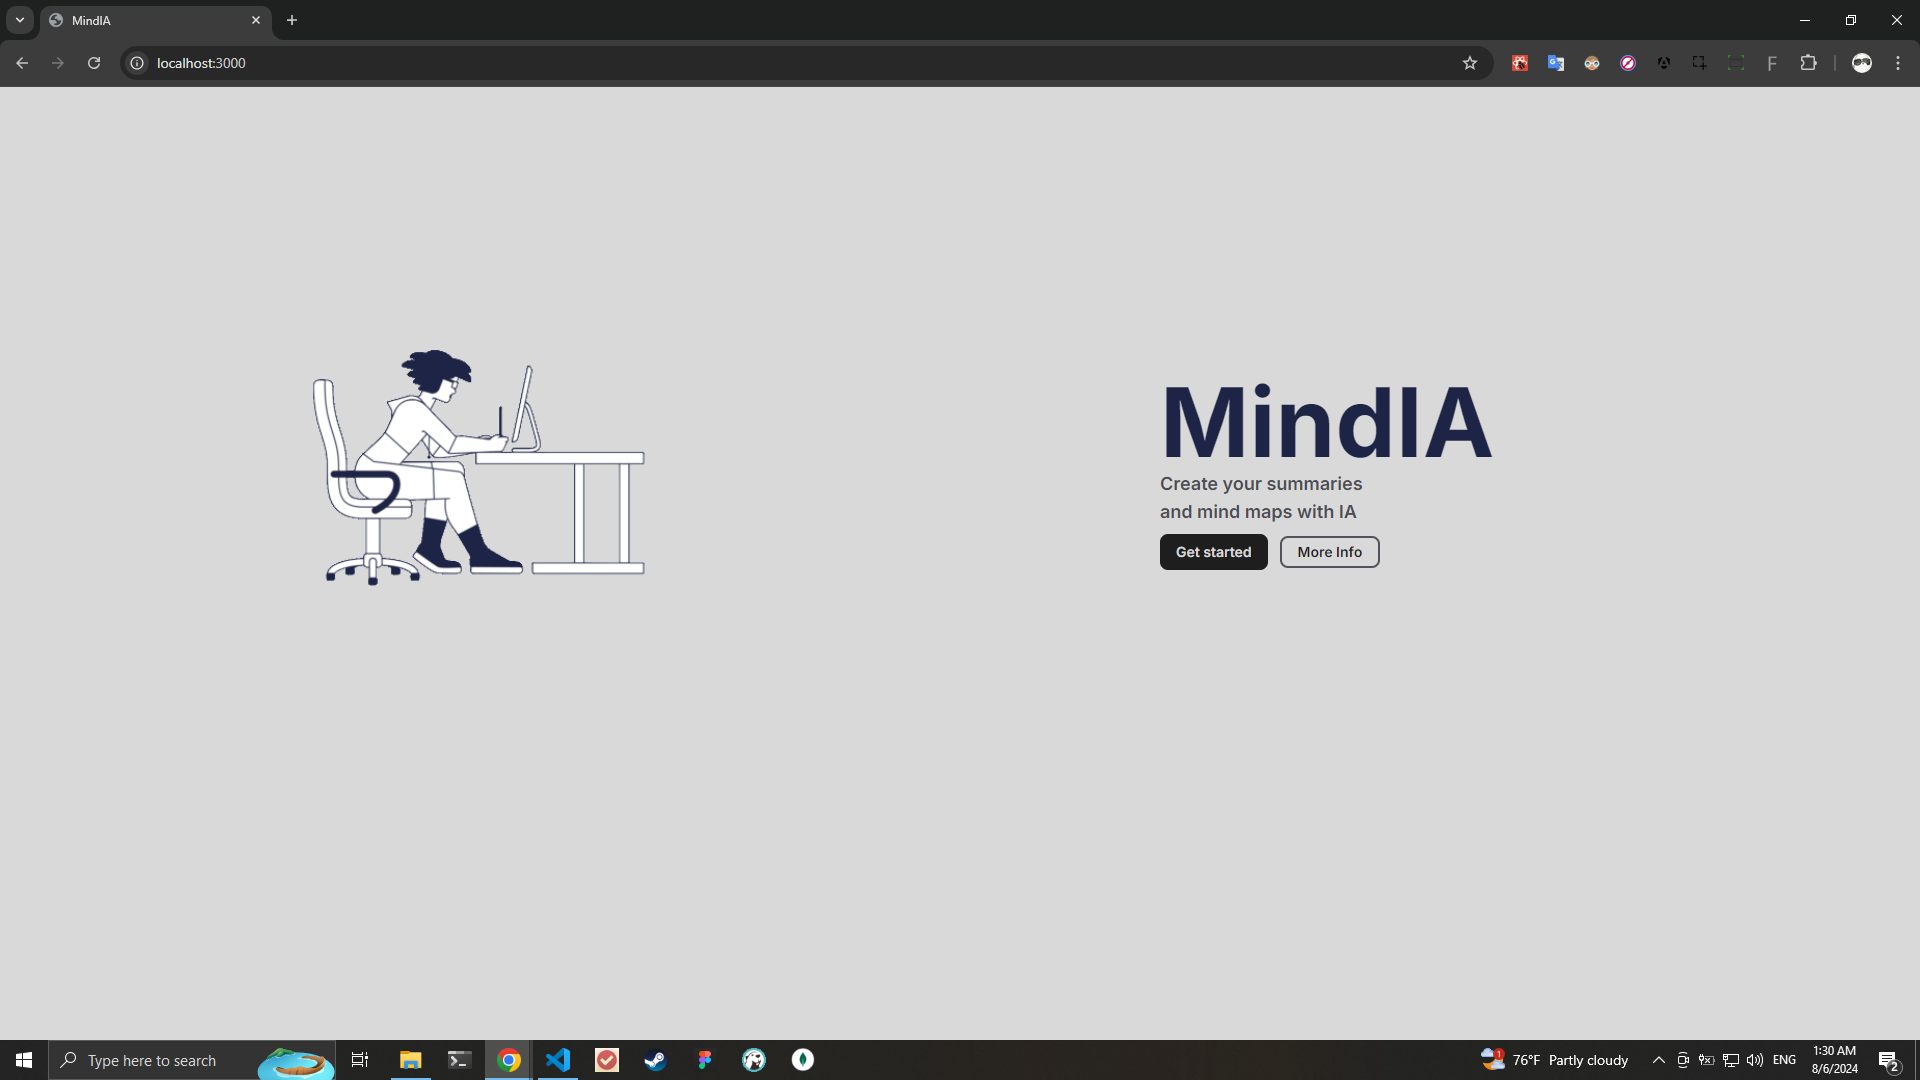 MindIA
localhost:3000
MindIA
Create your summaries
and mind maps with IA
Get started
More Info
Type here to search
1
76°F Partly cloudy
ENG
1:30 AM
8/6/2024
2